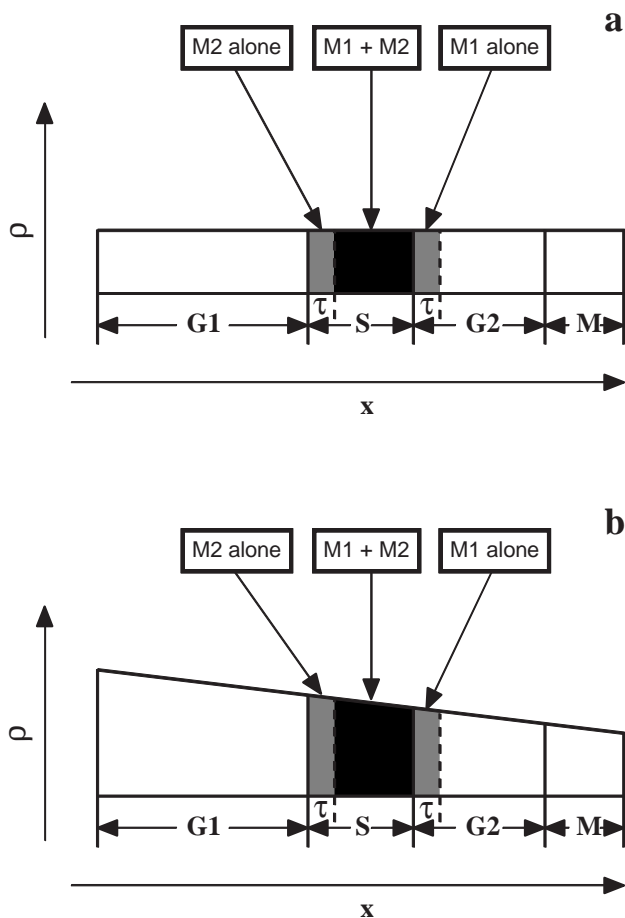 a
M2 alone M1 + M2 M1 alone
ρ
τ τ
G1 S G2 M
x
b
M2 alone M1 + M2 M1 alone
ρ
τ τ
G1 S G2 M
x